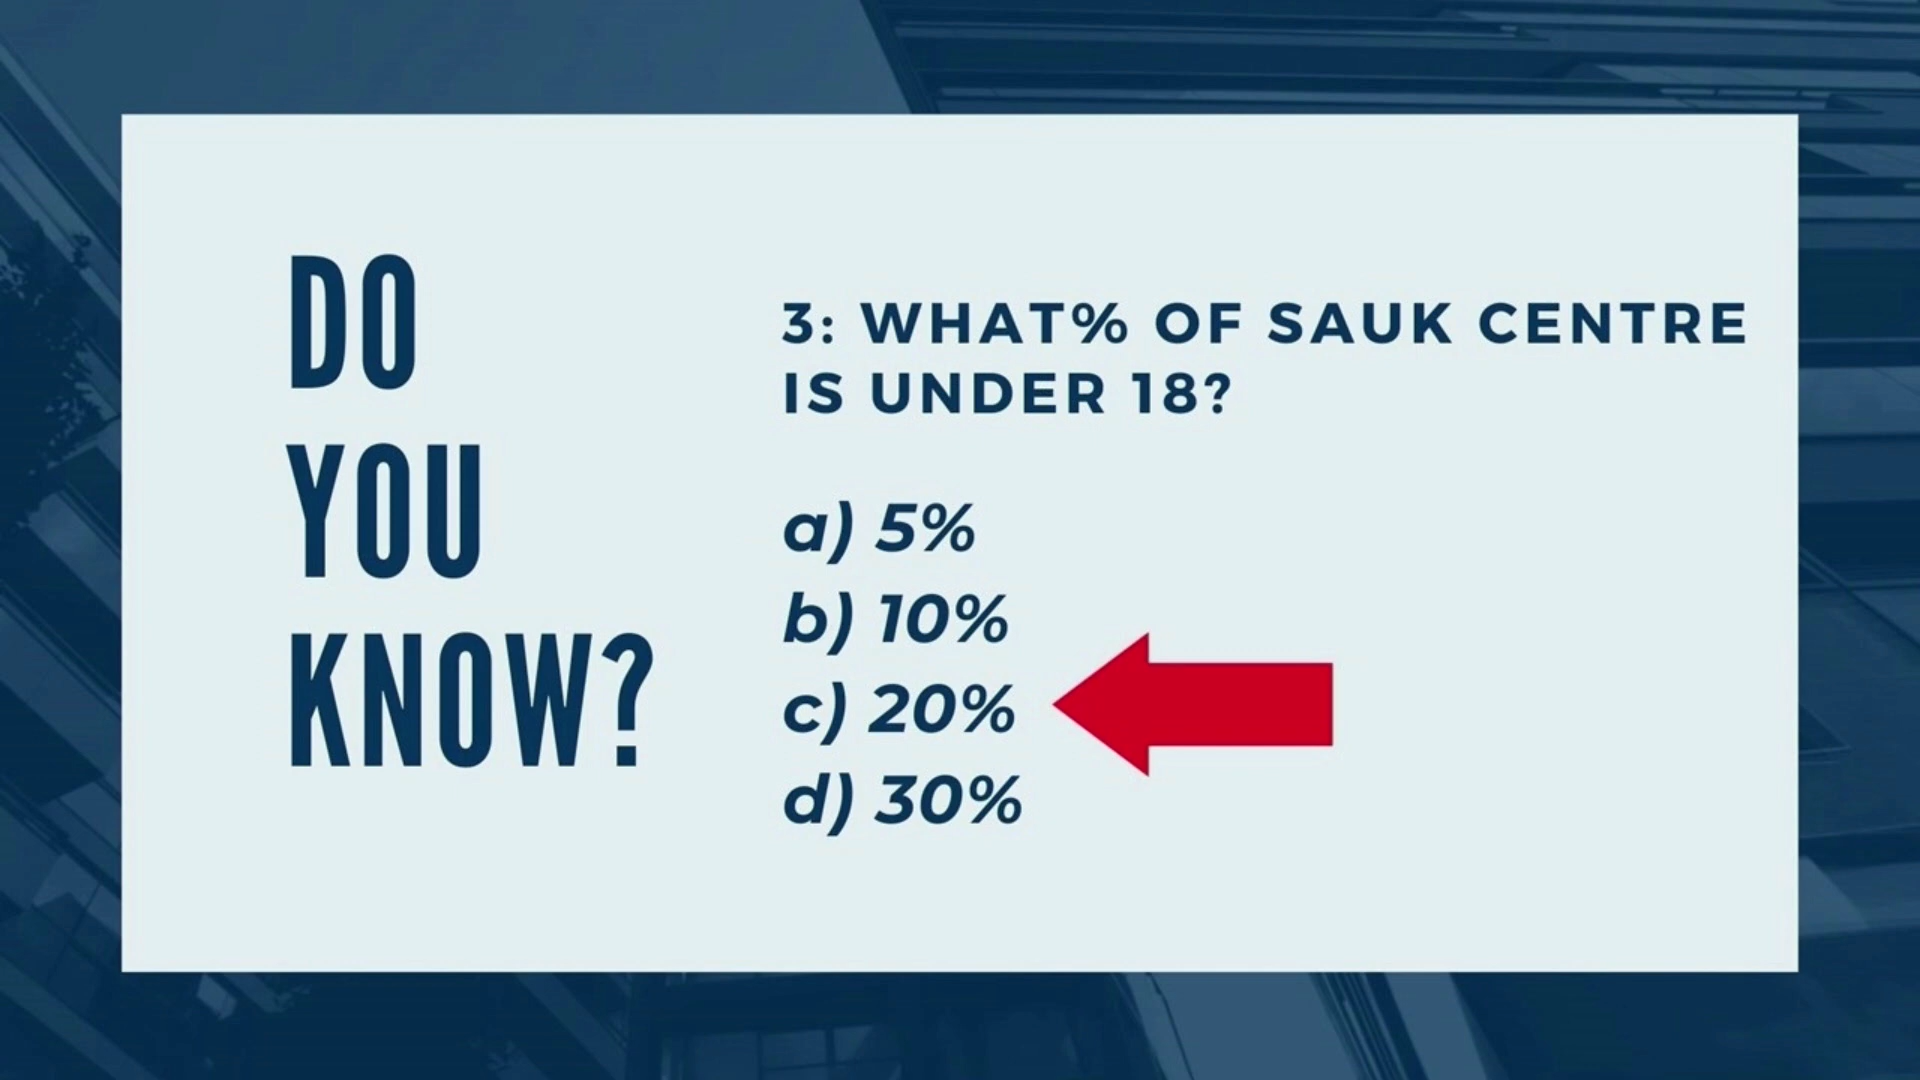 DO
YOU
KNOW?
3: WHAT% OF SAUK CENTRE
IS UNDER 18?
a) 5%
b) 10%
c) 20%
d) 30%